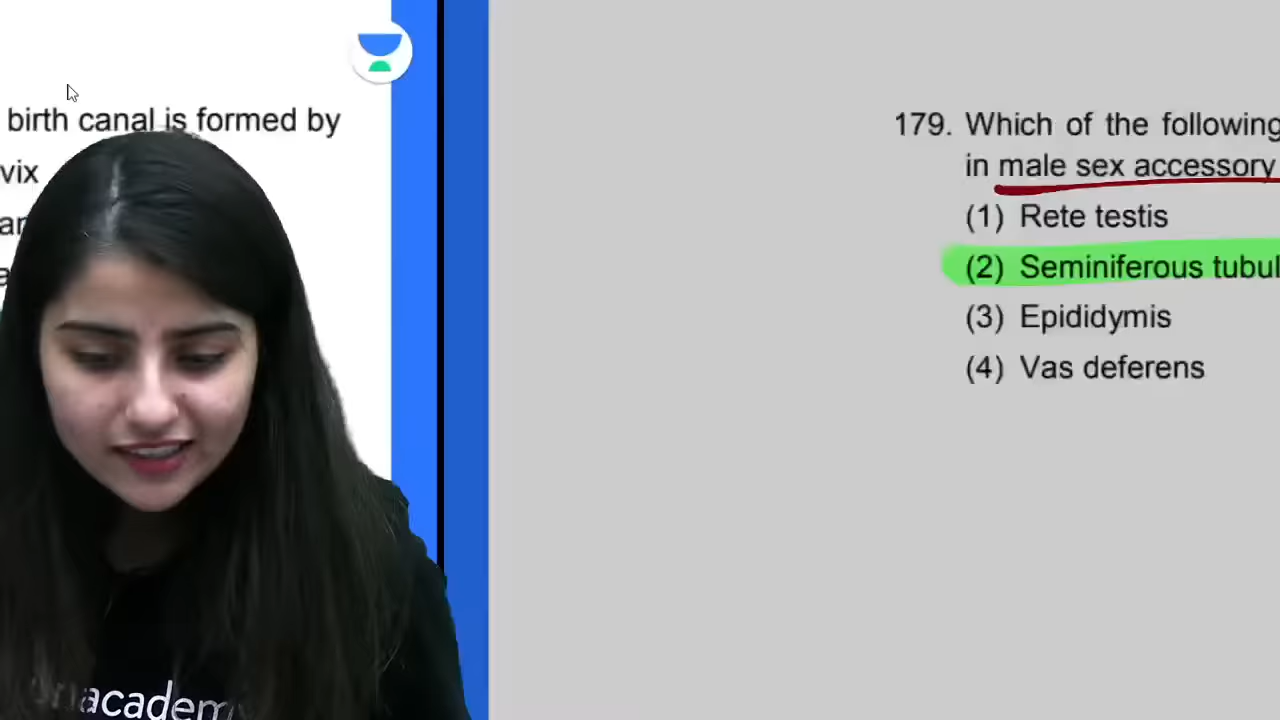 birth canal is formed by
vix
179. Which of the following
in male sex accessory
(1) Rete testis
(2) Seminiferous tubul
(3) Epididymis
(4) Vas deferens
academ